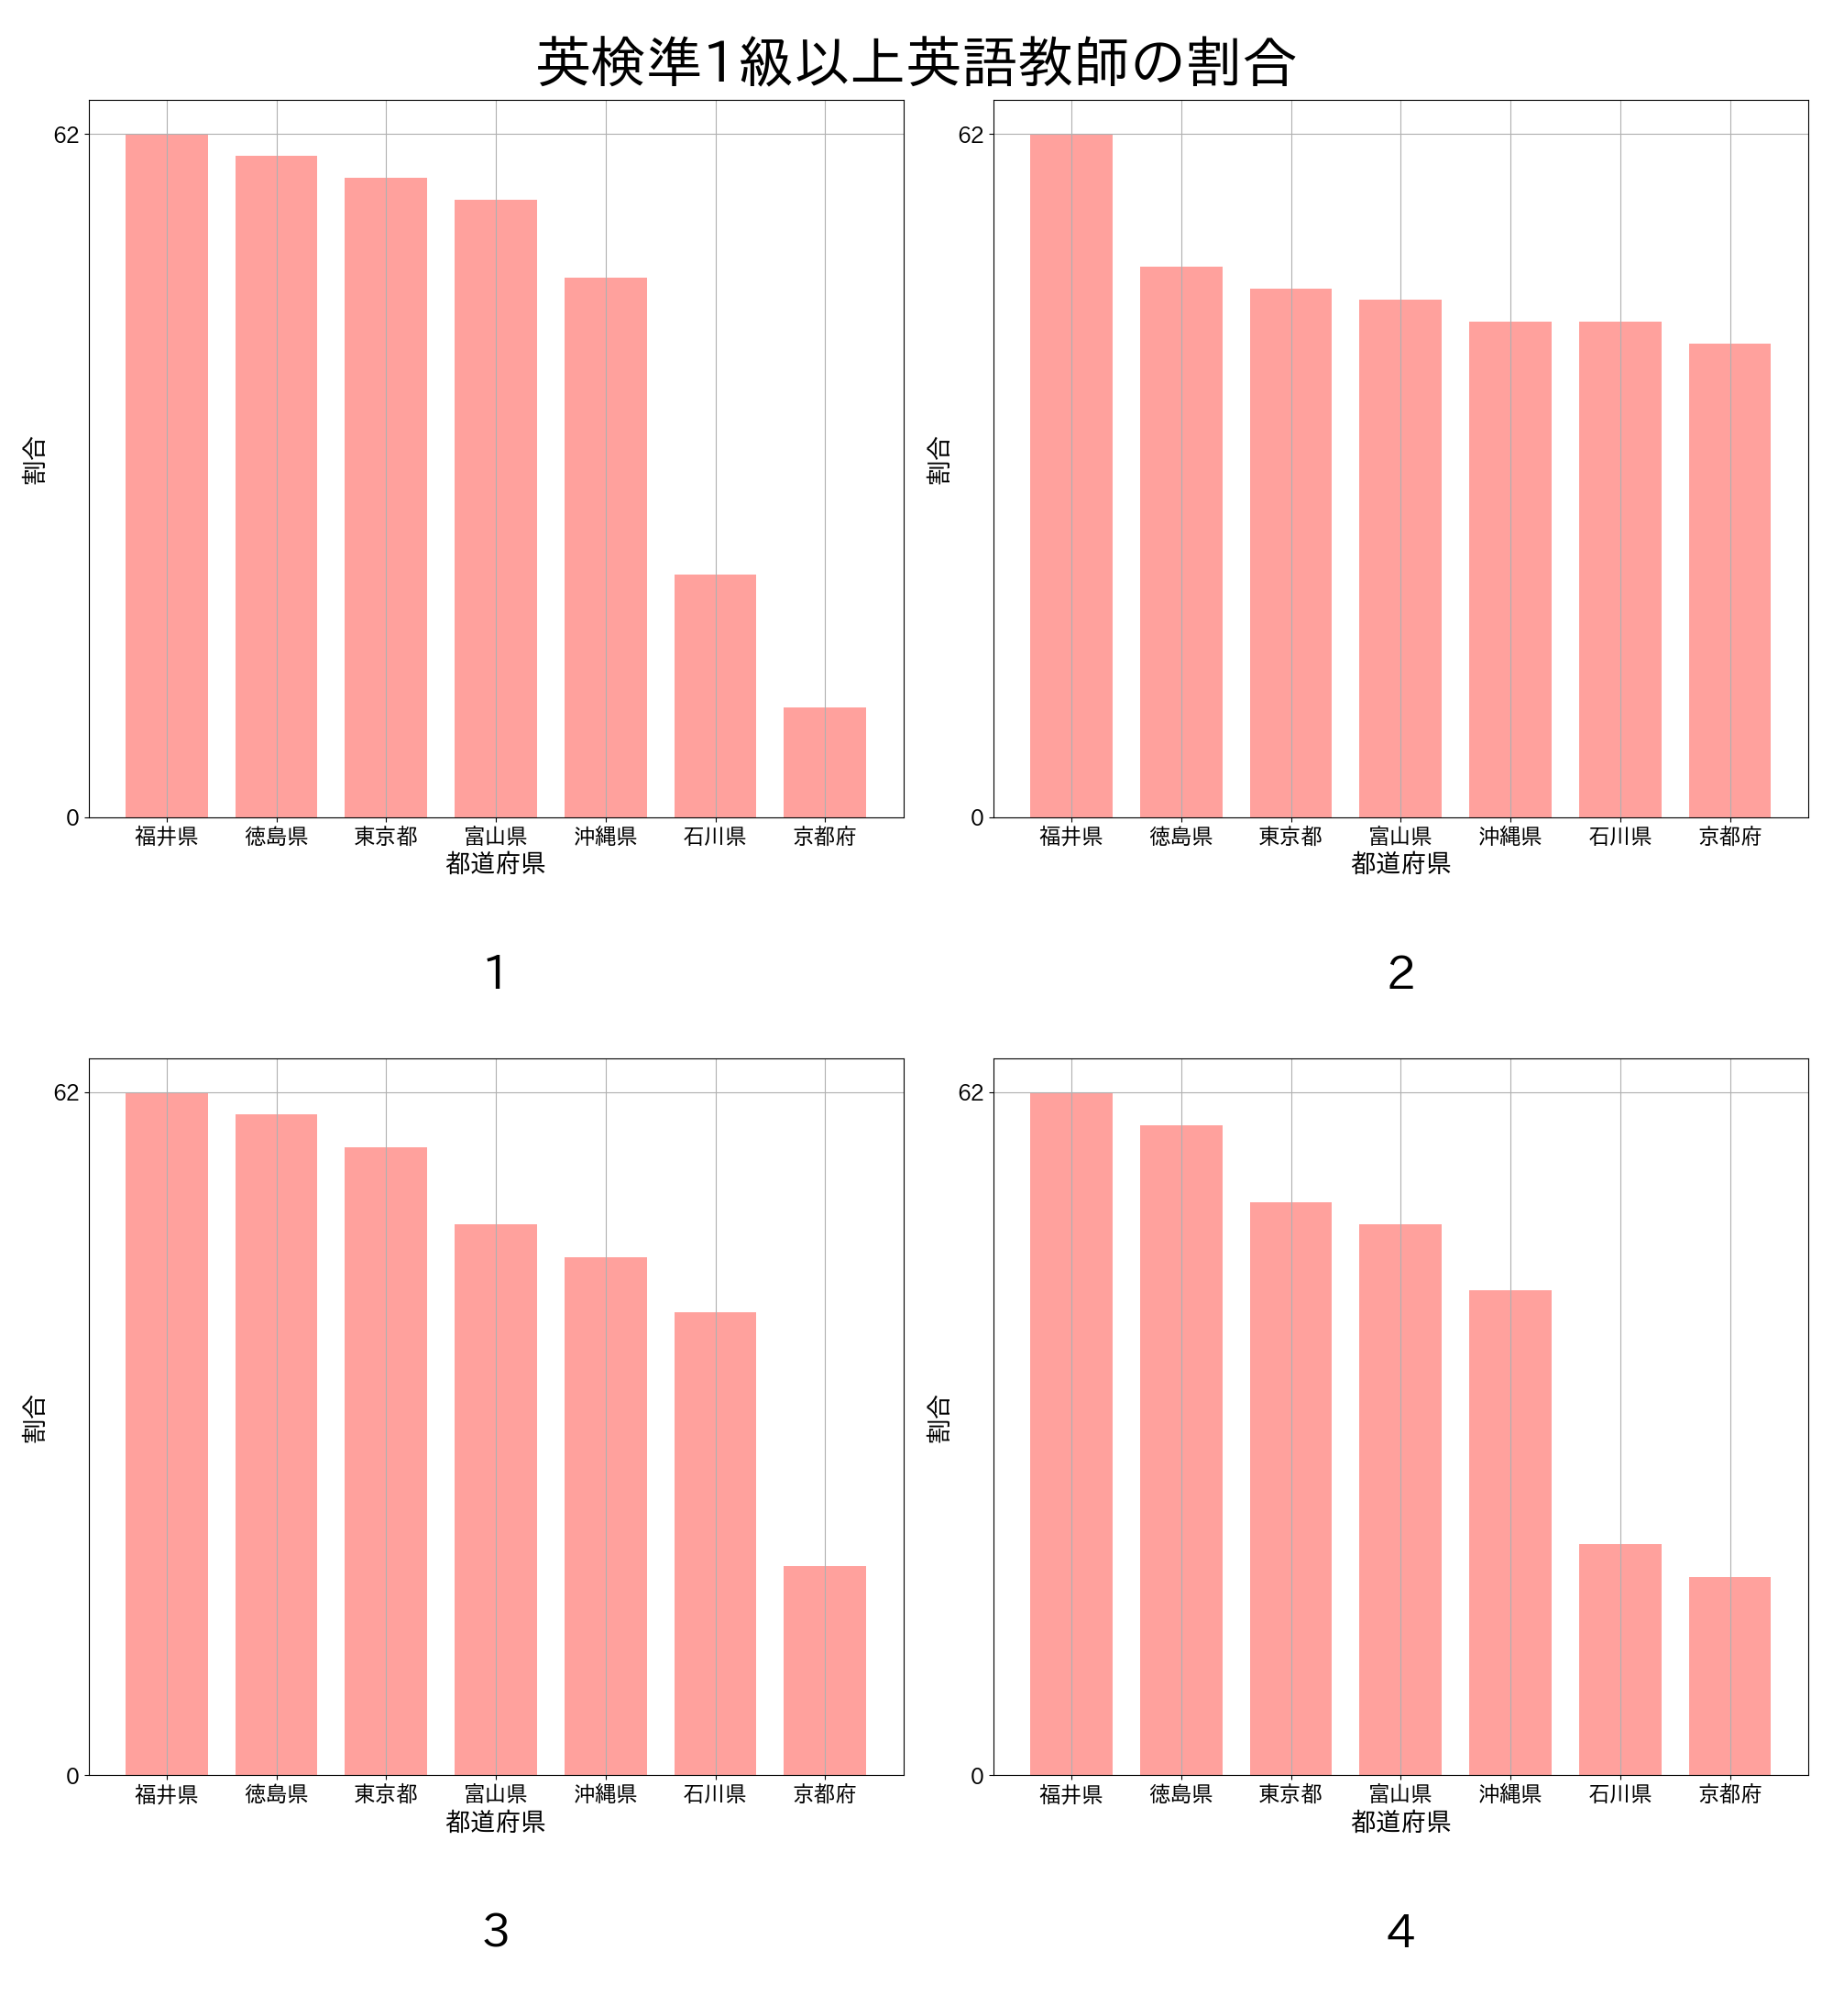 英検準1級以上英語教師の割合
62
0
割合
福井県 徳島県 東京都 富山県 沖縄県 石川県 京都府
都道府県
1
62
0
割合
福井県 徳島県 東京都 富山県 沖縄県 石川県 京都府
都道府県
2
62
0
割合
福井県 徳島県 東京都 富山県 沖縄県 石川県 京都府
都道府県
3
62
0
割合
福井県 徳島県 東京都 富山県 沖縄県 石川県 京都府
都道府県
4